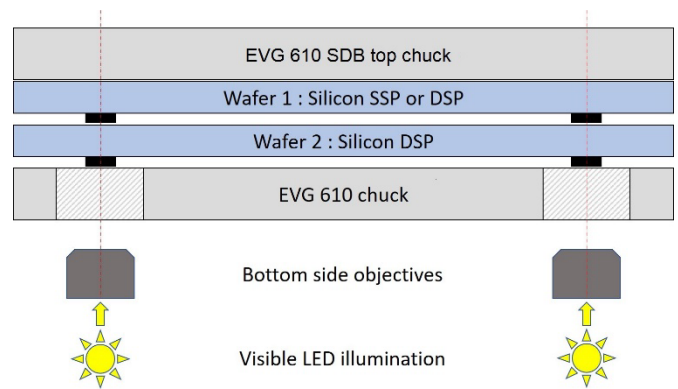 EVG 610 SDB top chuck
Wafer 1 : Silicon SSP or DSP
Wafer 2 : Silicon DSP
EVG 610 chuck
Bottom side objectives
Visible LED illumination